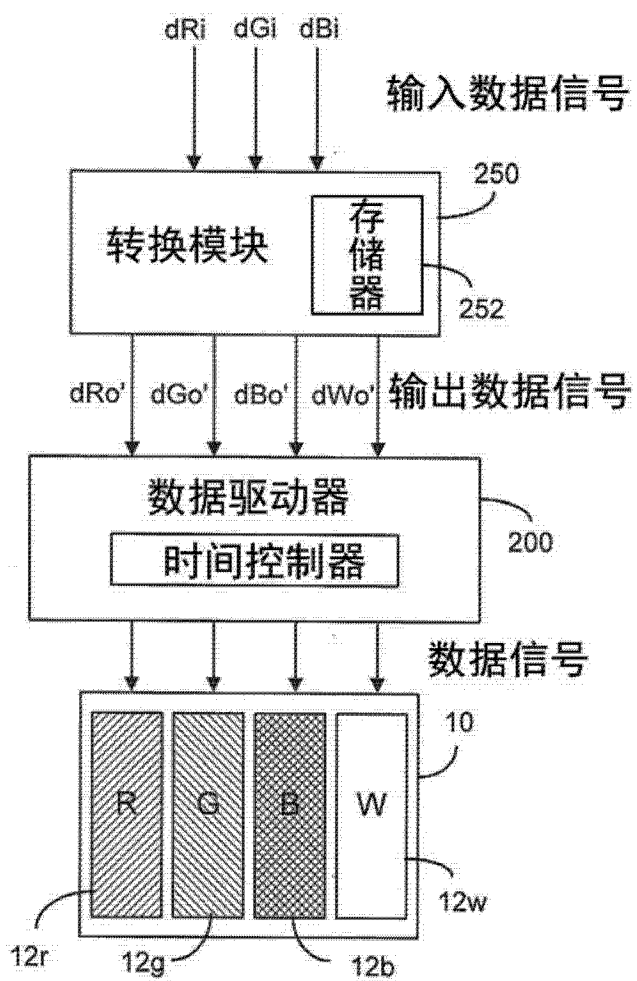 dRi dGi dBi
输入数据信号
250
转换模块
存储器
252
dRo' dGo' dBo' dWo' 输出数据信号
数据驱动器
200
时间控制器
数据信号
10
R G B W
12w
12r 12g 12b